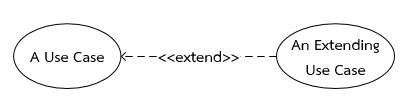 A Use Case
<<extend>>
An Extending
Use Case